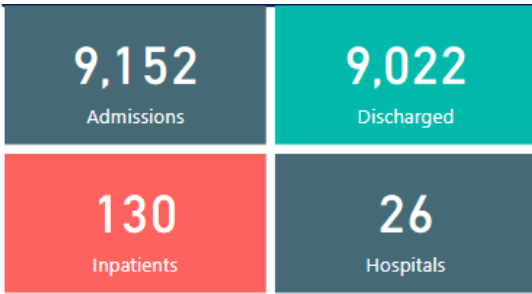 9,152
Admissions
9,022
Discharged
130
Inpatients
26
Hospitals